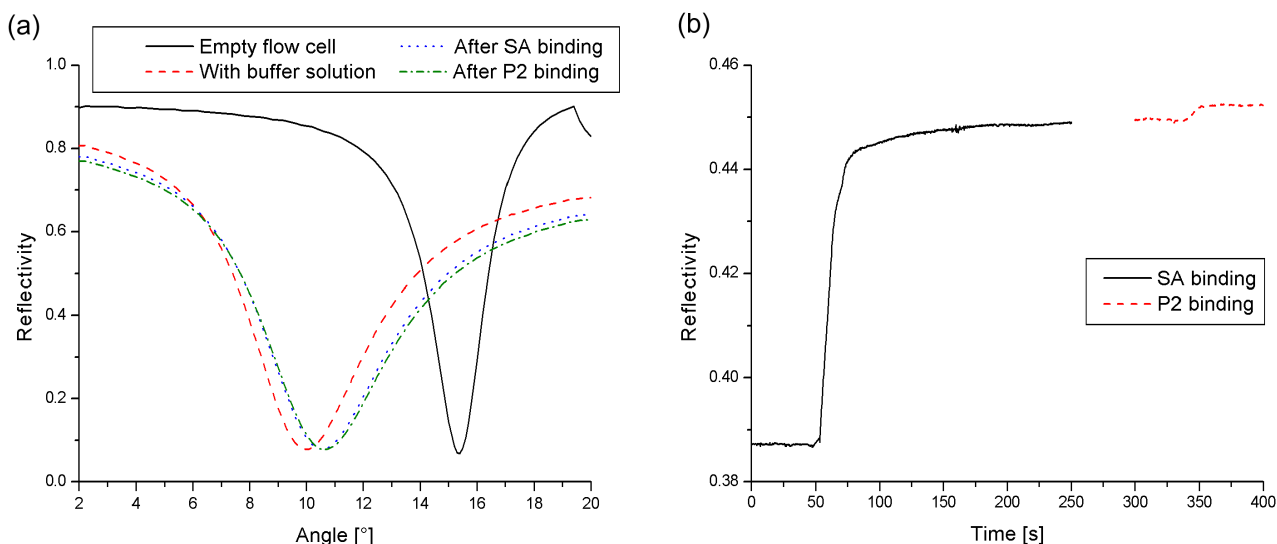 (a)
Empty flow cell
After SA binding
With buffer solution
After P2 binding
1.0
0.8
0.6
0.4
0.2
0.0
Reflectivity
2 4 6 8 10 12 14 16 18 20
Angle [°]
(b)
0.46
0.44
0.42
0.40
0.38
Reflectivity
SA binding
P2 binding
0 50 100 150 200 250 300 350 400
Time [s]